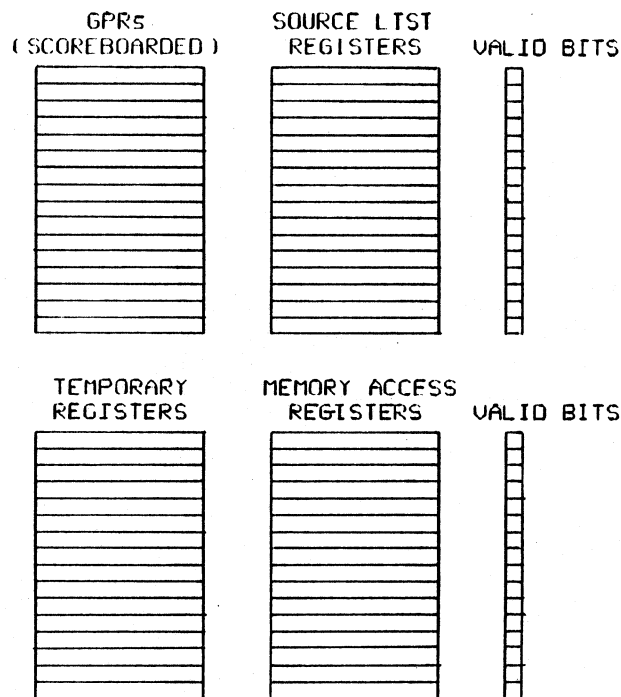 GPRs
(SCOREBOARDED)
SOURCE LIST
REGISTERS
VALID BITS
TEMPORARY
REGISTERS
MEMORY ACCESS
REGISTERS
VALID BITS